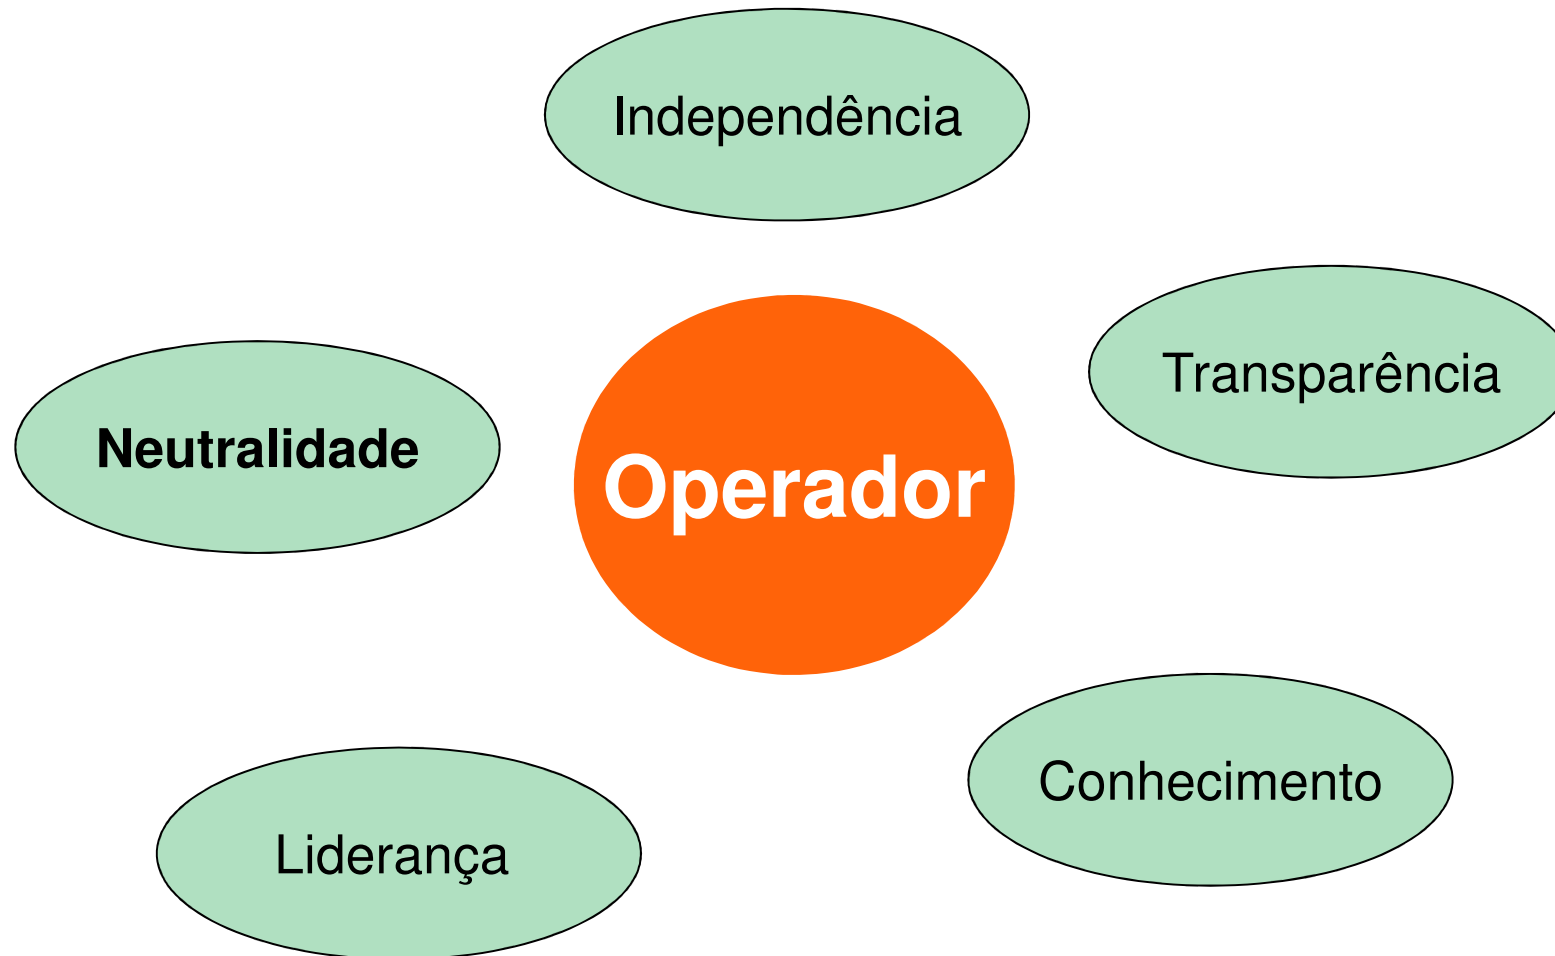 Independência
Transparência
Neutralidade
Operador
Conhecimento
Liderança